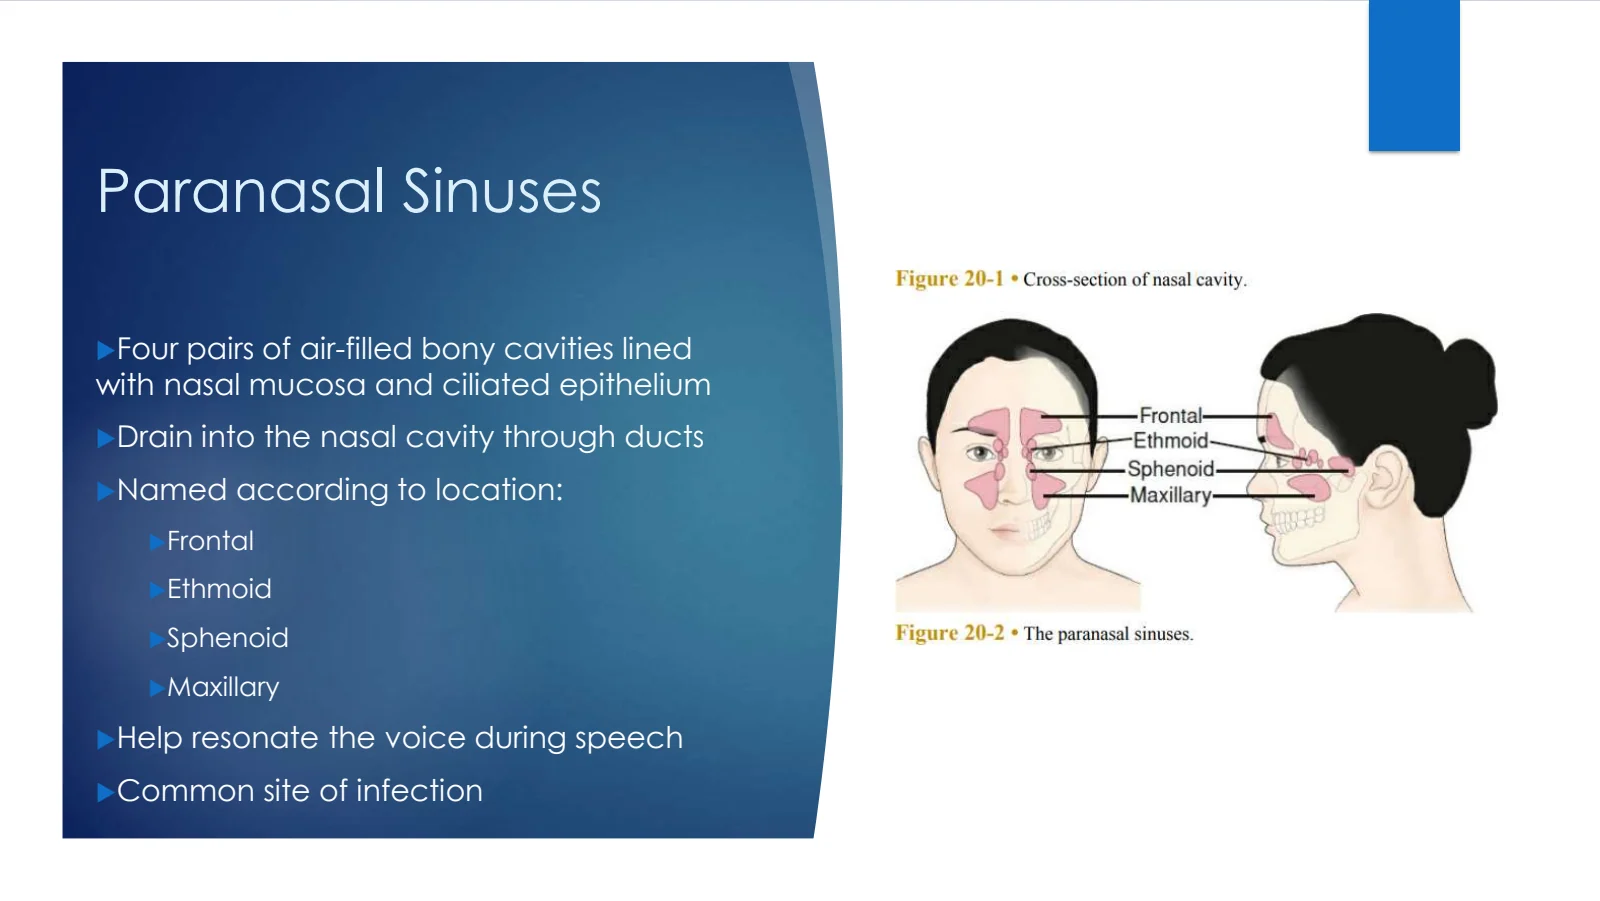 Paranasal Sinuses
Four pairs of air-filled bony cavities lined
with nasal mucosa and ciliated epithelium
Drain into the nasal cavity through ducts
Named according to location:
Frontal
Ethmoid
Sphenoid
Maxillary
Help resonate the voice during speech
Common site of infection
Figure 20-1 • Cross-section of nasal cavity.
Frontal
Ethmoid
Sphenoid
Maxillary
Figure 20-2 • The paranasal sinuses.